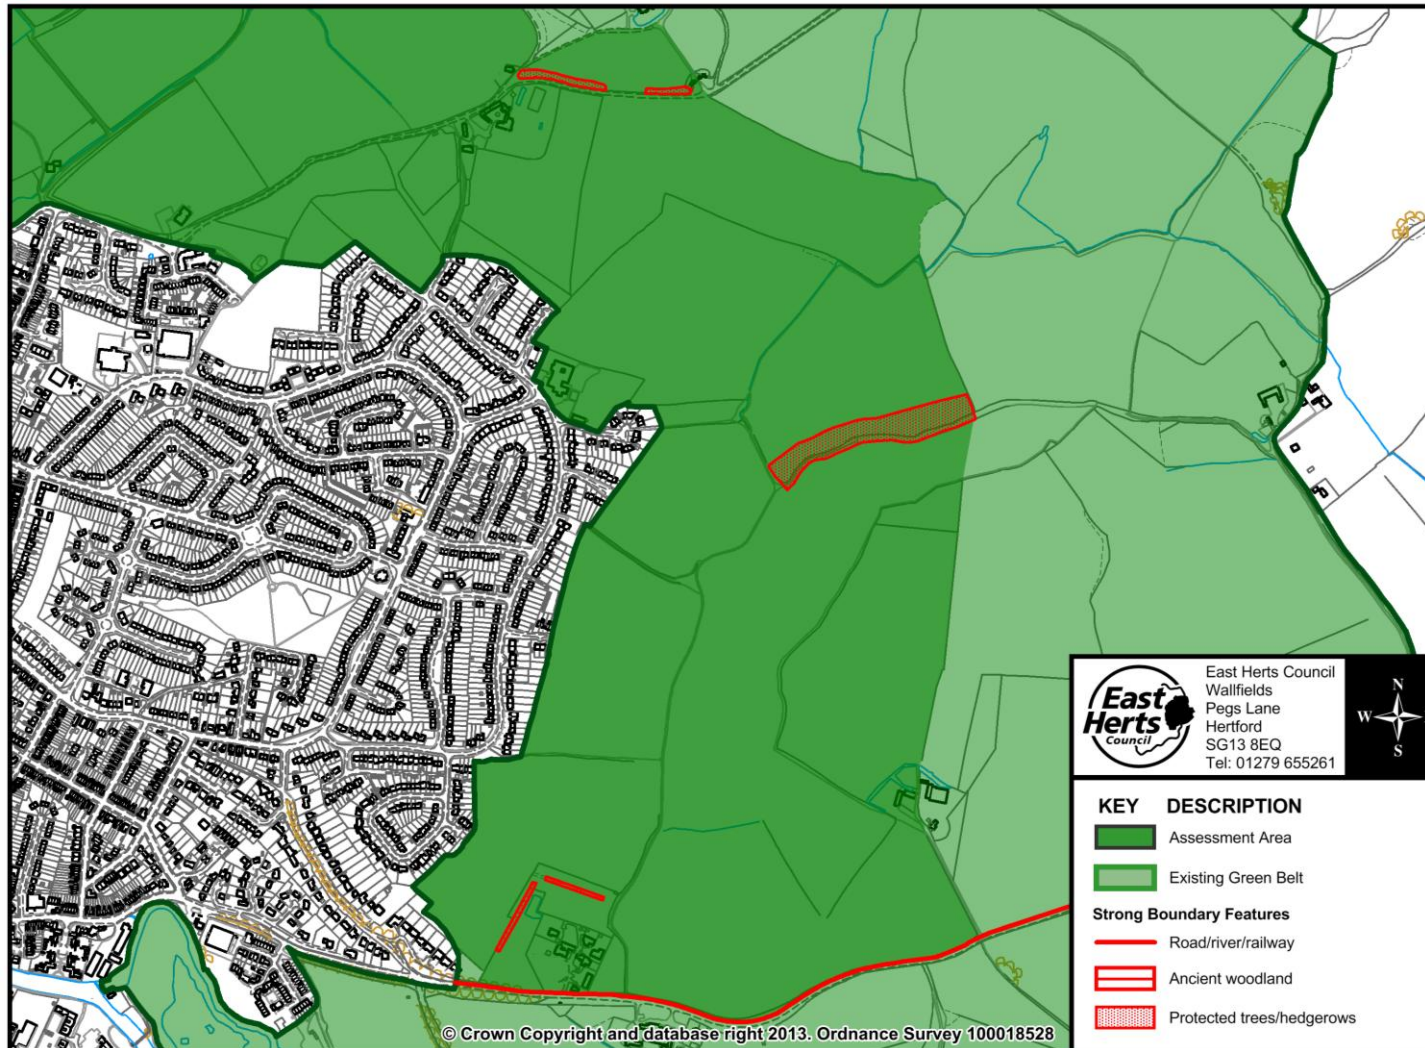 East
Herts
Council
East Herts Council
Wallfields
Pegs Lane
Hertford
SG13 8EQ
Tel: 01279 655261
N
W
S
KEY DESCRIPTION
Assessment Area
Existing Green Belt
Strong Boundary Features
Road/river/railway
Ancient woodland
Protected trees/hedgerows
© Crown Copyright and database right 2013. Ordnance Survey 100018528